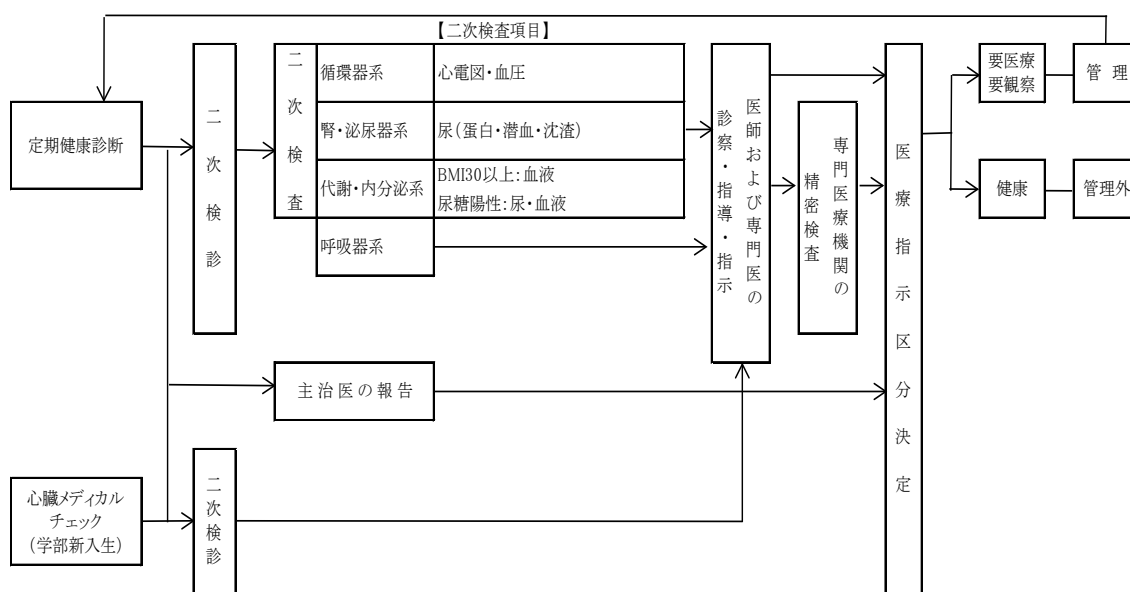 【二次検査項目】
定期健康診断
二次検診
二次検査
循環器系
心電図・血圧
腎・泌尿器系
尿（蛋白・潜血・沈渣）
代謝・内分泌系
BMI30以上：血液
尿糖陽性：尿・血液
呼吸器系
医師および専門医の
診察・指導・指示
専門医療機関の
精密検査
医療指示区分決定
要医療
要観察
管 理
健康
管理外
主治医の報告
心臓メディカル
チェック
（学部新入生）
二次検診